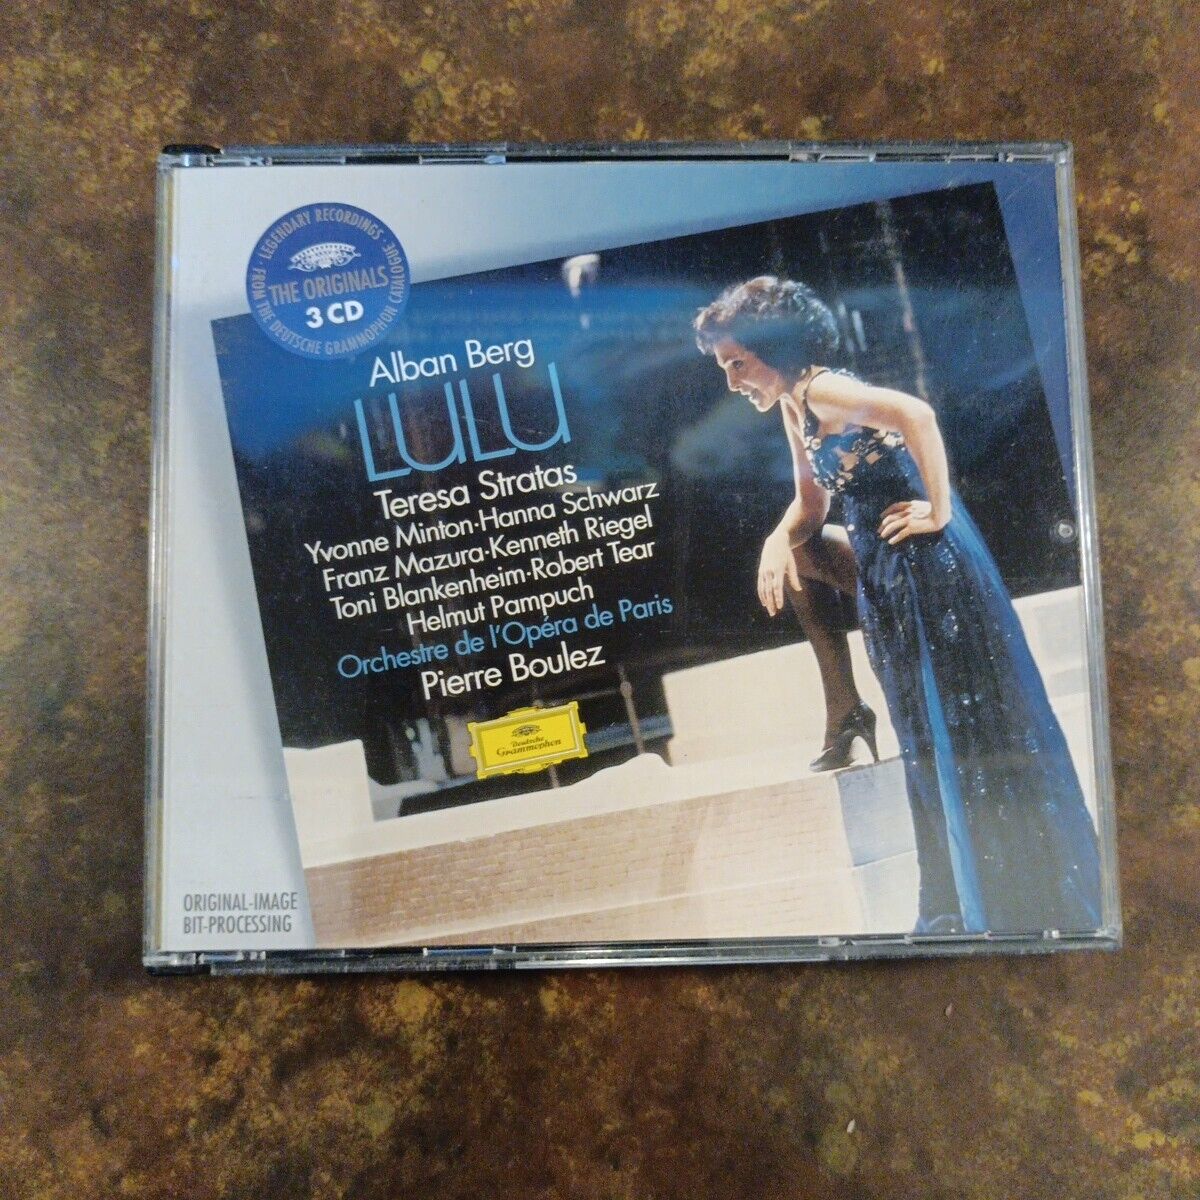 · LEGENDARY RECORDINGS ·
FROM THE DEUTSCHE GRAMMOPHON CATALOGUE
THE ORIGINALS
3 CD
Alban Berg
LULU
Teresa Stratas
Yvonne Minton·Hanna Schwarz
Franz Mazura·Kenneth Riegel
Toni Blankenheim·Robert Tear
Helmut Pampuch
Orchestre de l'Opéra de Paris
Pierre Boulez
Deutsche
Grammophon
ORIGINAL-IMAGE
BIT-PROCESSING